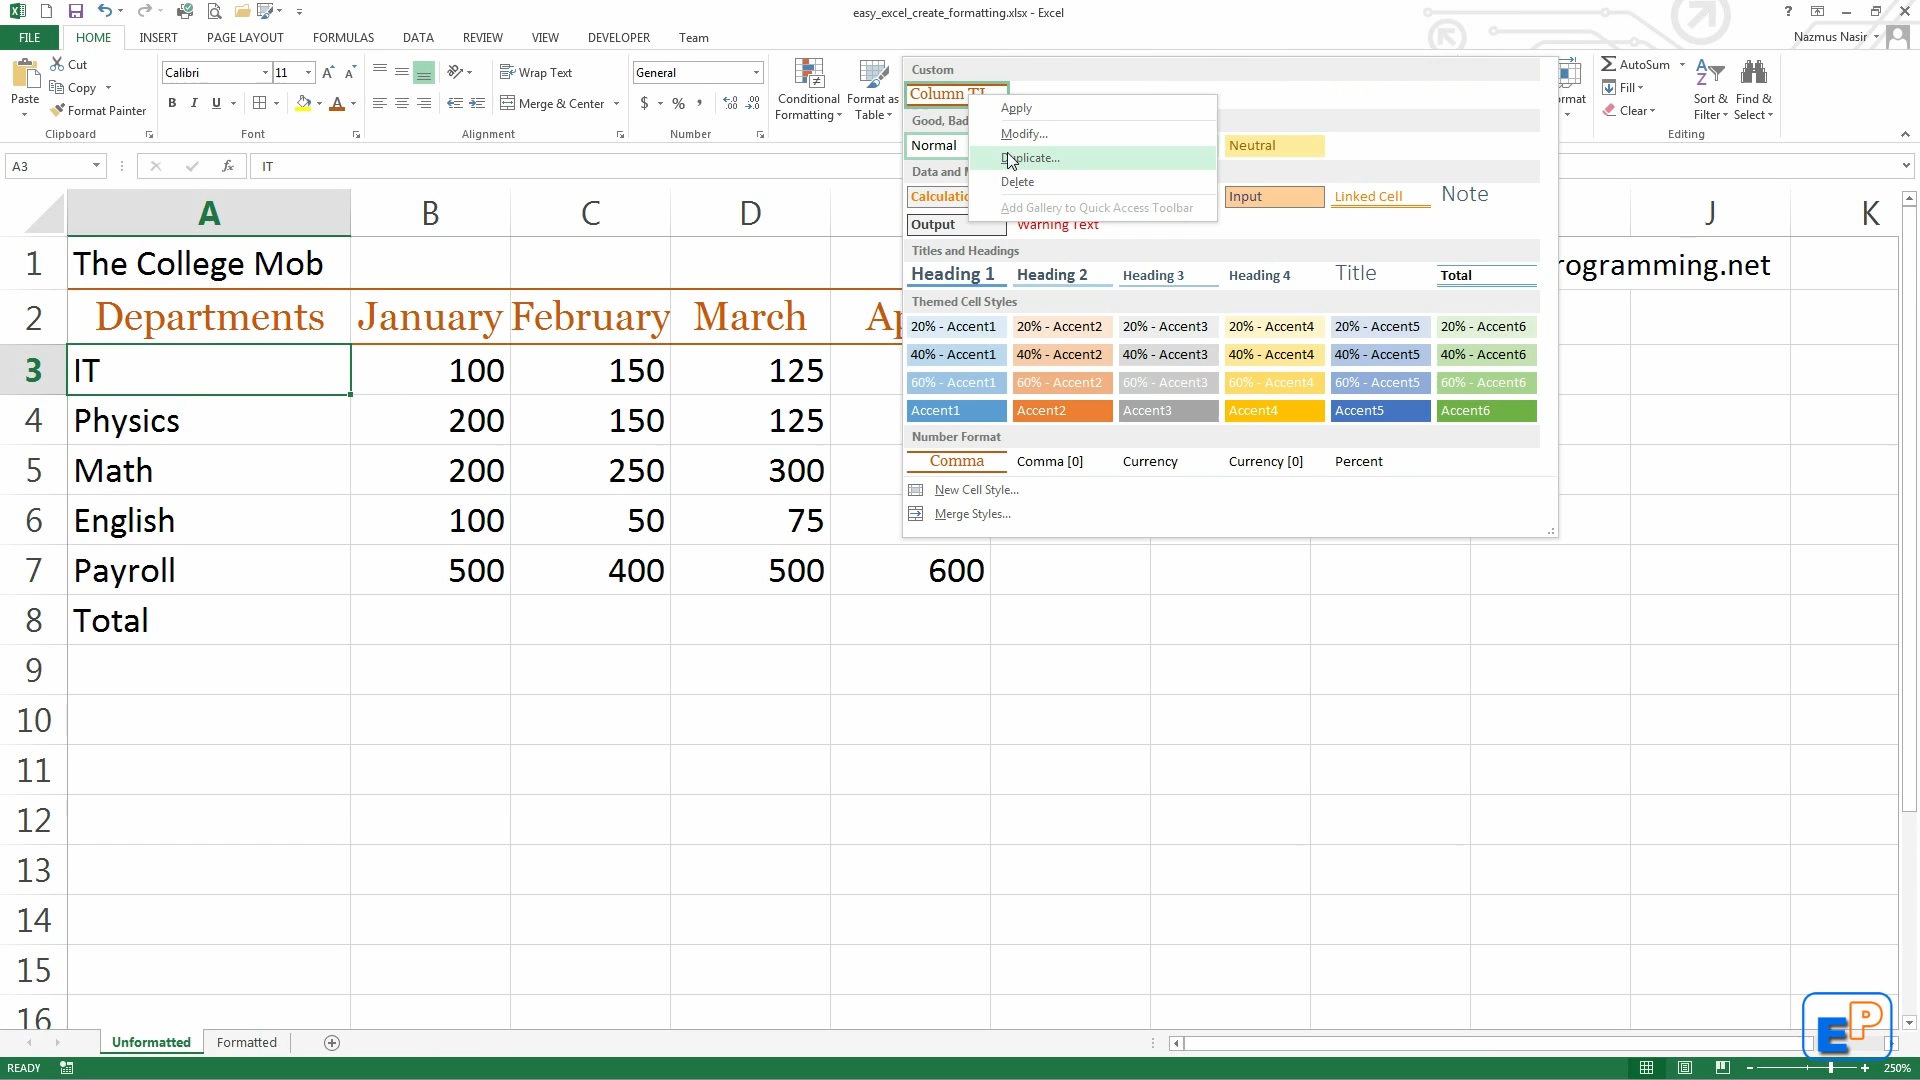 easy_excel_create_formatting.xlsx - Excel
?
FILE HOME INSERT PAGE LAYOUT FORMULAS DATA REVIEW VIEW DEVELOPER Team
Nazmus Nasir
Paste
Cut
Copy
Format Painter
Clipboard
Calibri 11
B I U
Font
Wrap Text
Merge & Center
Alignment
General
$ % ,
Number
Conditional
Formatting
Format as
Table
AutoSum
Fill
Clear
Sort &
Filter
Find &
Select
Editing
Custom
Column
Good, Bad
Normal
Neutral
Data and
Input
Linked Cell
Note
Output
Warning Text
Apply
Modify...
Duplicate...
Delete
Add Gallery to Quick Access Toolbar
Titles and Headings
Heading 1 Heading 2 Heading 3 Heading 4 Title Total
Themed Cell Styles
20% - Accent1 20% - Accent2 20% - Accent3 20% - Accent4 20% - Accent5 20% - Accent6
40% - Accent1 40% - Accent2 40% - Accent3 40% - Accent4 40% - Accent5 40% - Accent6
60% - Accent1 60% - Accent2 60% - Accent3 60% - Accent4 60% - Accent5 60% - Accent6
Accent1 Accent2 Accent3 Accent4 Accent5 Accent6
Number Format
Comma Comma [0] Currency Currency [0] Percent
New Cell Style...
Merge Styles...
A3 fx IT
A B C D J K
1 The College Mob rogramming.net
2 Departments January February March
3 IT 100 150 125
4 Physics 200 150 125
5 Math 200 250 300
6 English 100 50 75
7 Payroll 500 400 500 600
8 Total
9
10
11
12
13
14
15
16
Unformatted Formatted
READY
250%
EP